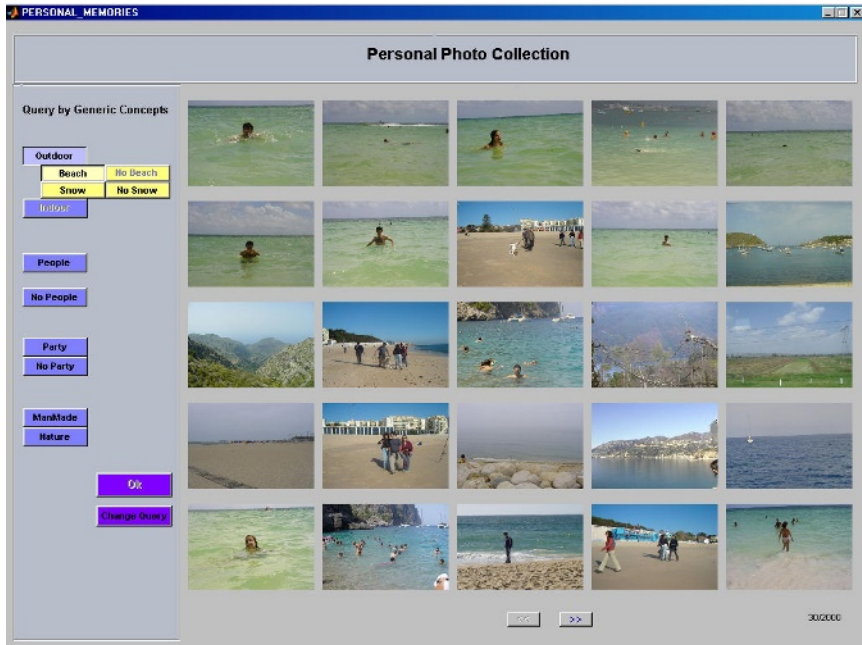 PERSONAL_MEMORIES
Personal Photo Collection
Query by Generic Concepts
Outdoor
Beach No Beach
Snow No Snow
Indoor
People
No People
Party
No Party
ManMade
Nature
Ok
Change Query
<< >>
30/2000